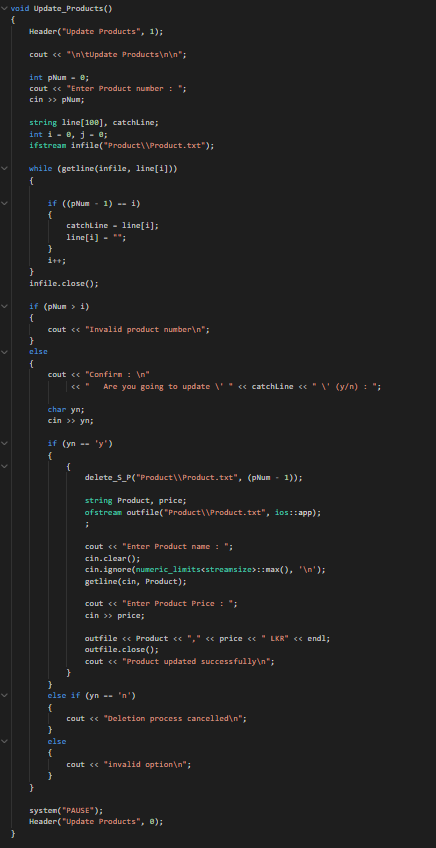 void Update_Products()
{
    Header("Update Products", 1);

    cout << "\n\tUpdate Products\n\n";

    int pNum = 0;
    cout << "Enter Product number : ";
    cin >> pNum;

    string line[100], catchLine;
    int i = 0, j = 0;
    ifstream infile("Product\\Product.txt");

    while (getline(infile, line[i]))
    {

        if ((pNum - 1) == i)
        {
            catchLine = line[i];
            line[i] = "";
        }
        i++;
    }
    infile.close();

    if (pNum > i)
    {
        cout << "Invalid product number\n";
    }
    else
    {
        cout << "Confirm : \n"
             << "   Are you going to update \' " << catchLine << " \' (y/n) : ";

        char yn;
        cin >> yn;

        if (yn == 'y')
        {
            {
                delete_S_P("Product\\Product.txt", (pNum - 1));

                string Product, price;
                ofstream outfile("Product\\Product.txt", ios::app);
                ;

                cout << "Enter Product name : ";
                cin.clear();
                cin.ignore(numeric_limits<streamsize>::max(), '\n');
                getline(cin, Product);

                cout << "Enter Product Price : ";
                cin >> price;

                outfile << Product << "," << price << " LKR" << endl;
                outfile.close();
                cout << "Product updated successfully\n";
            }
        }
        else if (yn == 'n')
        {
            cout << "Deletion process cancelled\n";
        }
        else
        {
            cout << "invalid option\n";
        }
    }

    system("PAUSE");
    Header("Update Products", 0);
}